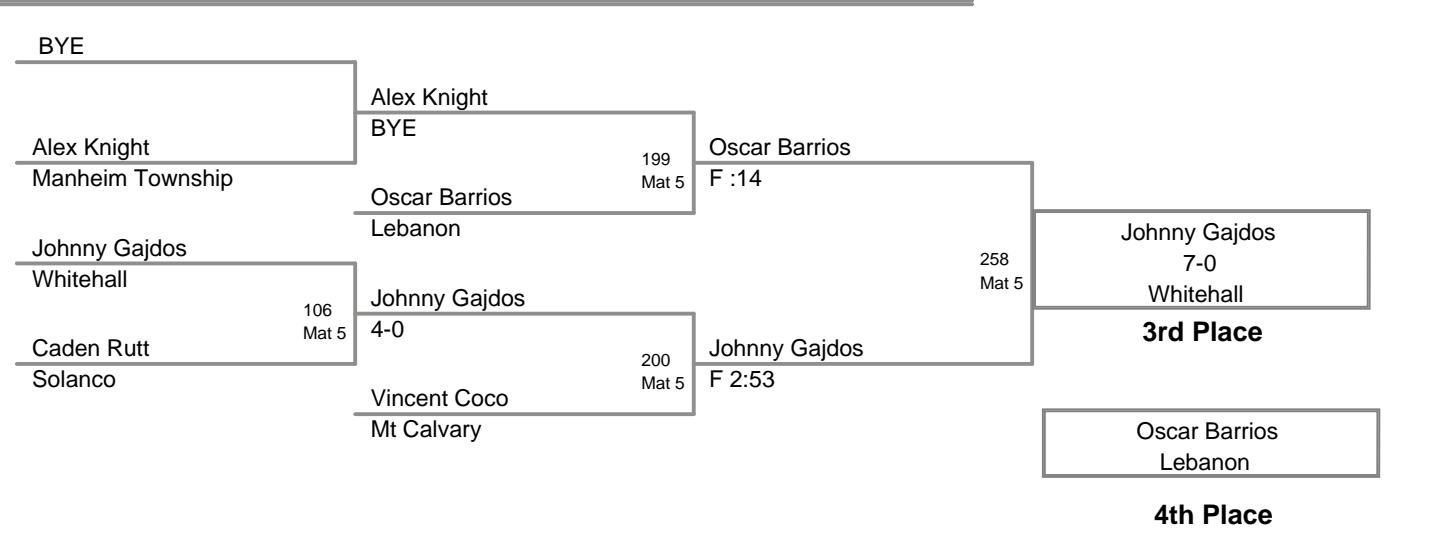 BYE
Alex Knight
Manheim Township
Johnny Gajdos
Whitehall
106
Mat 5
Caden Rutt
Solanco
Alex Knight
BYE
199
Mat 5
Oscar Barrios
Lebanon
Johnny Gajdos
4-0
200
Mat 5
Vincent Coco
Mt Calvary
Oscar Barrios
F :14
258
Mat 5
Johnny Gajdos
F 2:53
Johnny Gajdos
7-0
Whitehall
3rd Place
Oscar Barrios
Lebanon
4th Place